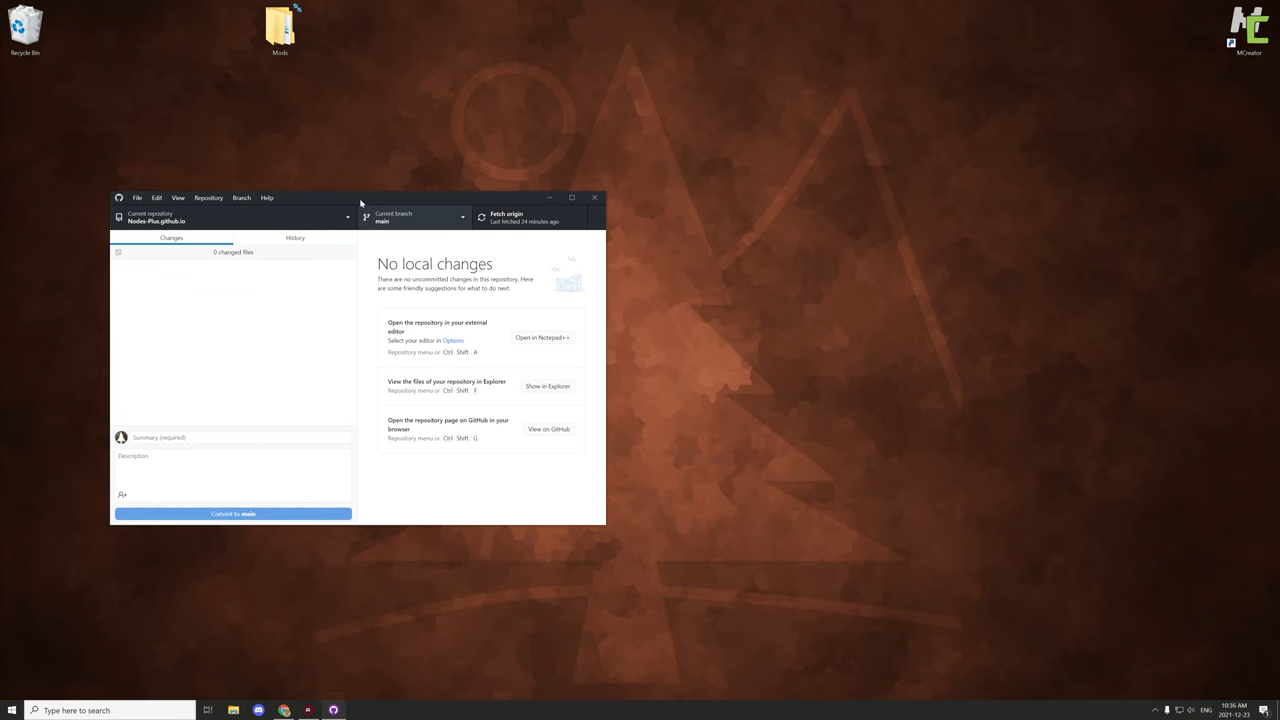 Recycle Bin
Mods
MCreator
File Edit View Repository Branch Help
Current repository
Nodes-Plus.github.io
Current branch
main
Fetch origin
Last fetched 24 minutes ago
Changes
History
0 changed files
No local changes
There are no uncommitted changes in this repository. Here
are some friendly suggestions for what to do next.
Open the repository in your external
editor
Select your editor in Options
Repository menu or Ctrl Shift A
Open in Notepad++
View the files of your repository in Explorer
Repository menu or Ctrl Shift F
Show in Explorer
Open the repository page on GitHub in your
browser
Repository menu or Ctrl Shift G
View on GitHub
Summary (required)
Description
Commit to main
Type here to search
ENG
10:36 AM
2021-12-23